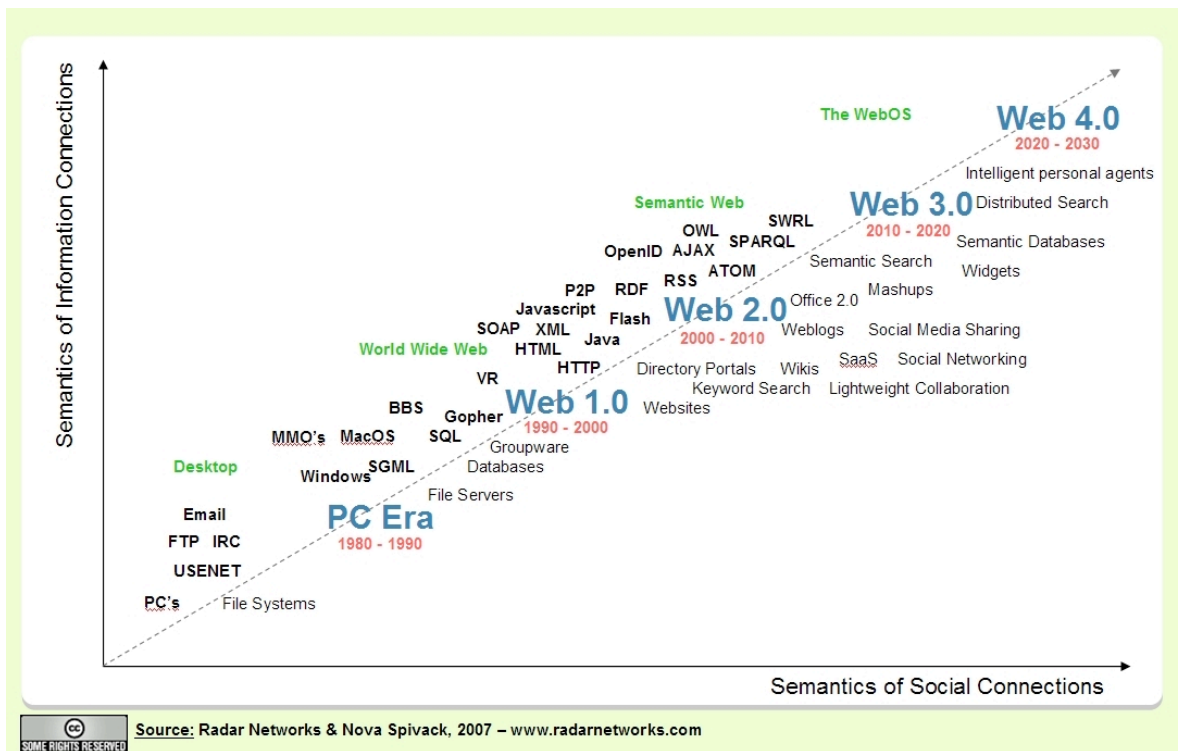 Semantics of Information Connections
The WebOS
Web 4.0
2020 - 2030
Intelligent personal agents
Semantic Web
Web 3.0
Distributed Search
2010 - 2020
SWRL
OWL
SPARQL
Semantic Databases
OpenID
AJAX
Semantic Search
ATOM
Widgets
RSS
P2P
RDF
Mashups
Office 2.0
Web 2.0
Javascript
Flash
SOAP
XML
Weblogs
Social Media Sharing
Java
2000 - 2010
World Wide Web
HTML
SaaS
Social Networking
HTTP
Directory Portals
Wikis
VR
Keyword Search
Lightweight Collaboration
Web 1.0
BBS
Websites
Gopher
1990 - 2000
MMO's
MacOS
SQL
Groupware
Desktop
SGML
Databases
Windows
File Servers
Email
PC Era
FTP
IRC
1980 - 1990
USENET
PC's
File Systems
Semantics of Social Connections
cc
SOME RIGHTS RESERVED
Source: Radar Networks & Nova Spivack, 2007 – www.radarnetworks.com